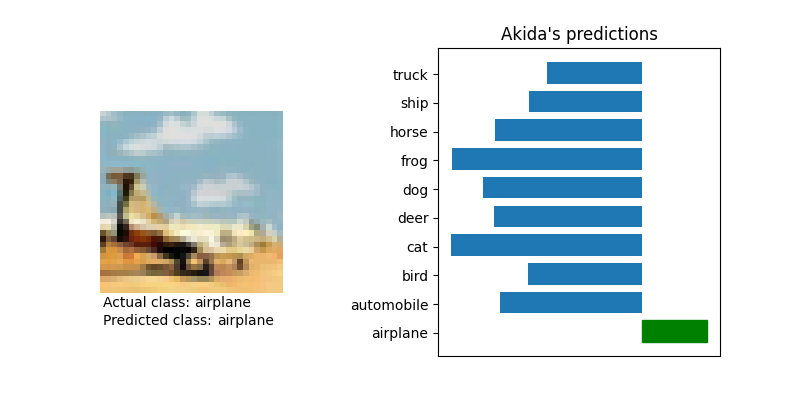 Akida's predictions
truck
ship
horse
frog
dog
deer
cat
bird
automobile
airplane
Actual class: airplane
Predicted class: airplane